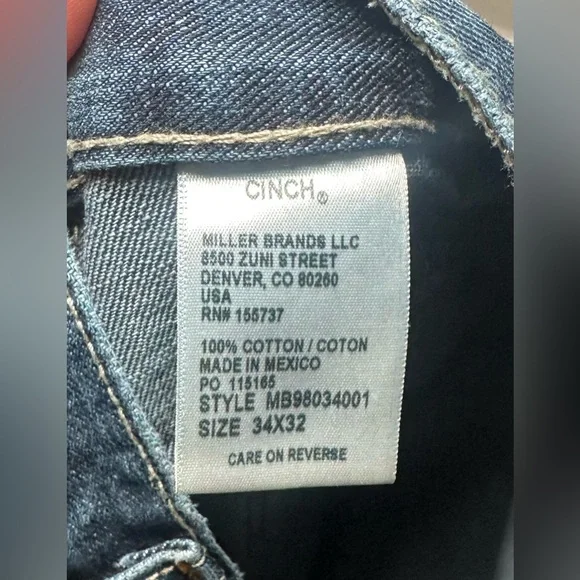 CINCH®
MILLER BRANDS LLC
8500 ZUNI STREET
DENVER, CO 80260
USA
RN# 155737
100% COTTON / COTON
MADE IN MEXICO
PO 115165
STYLE MB98034001
SIZE 34X32
CARE ON REVERSE